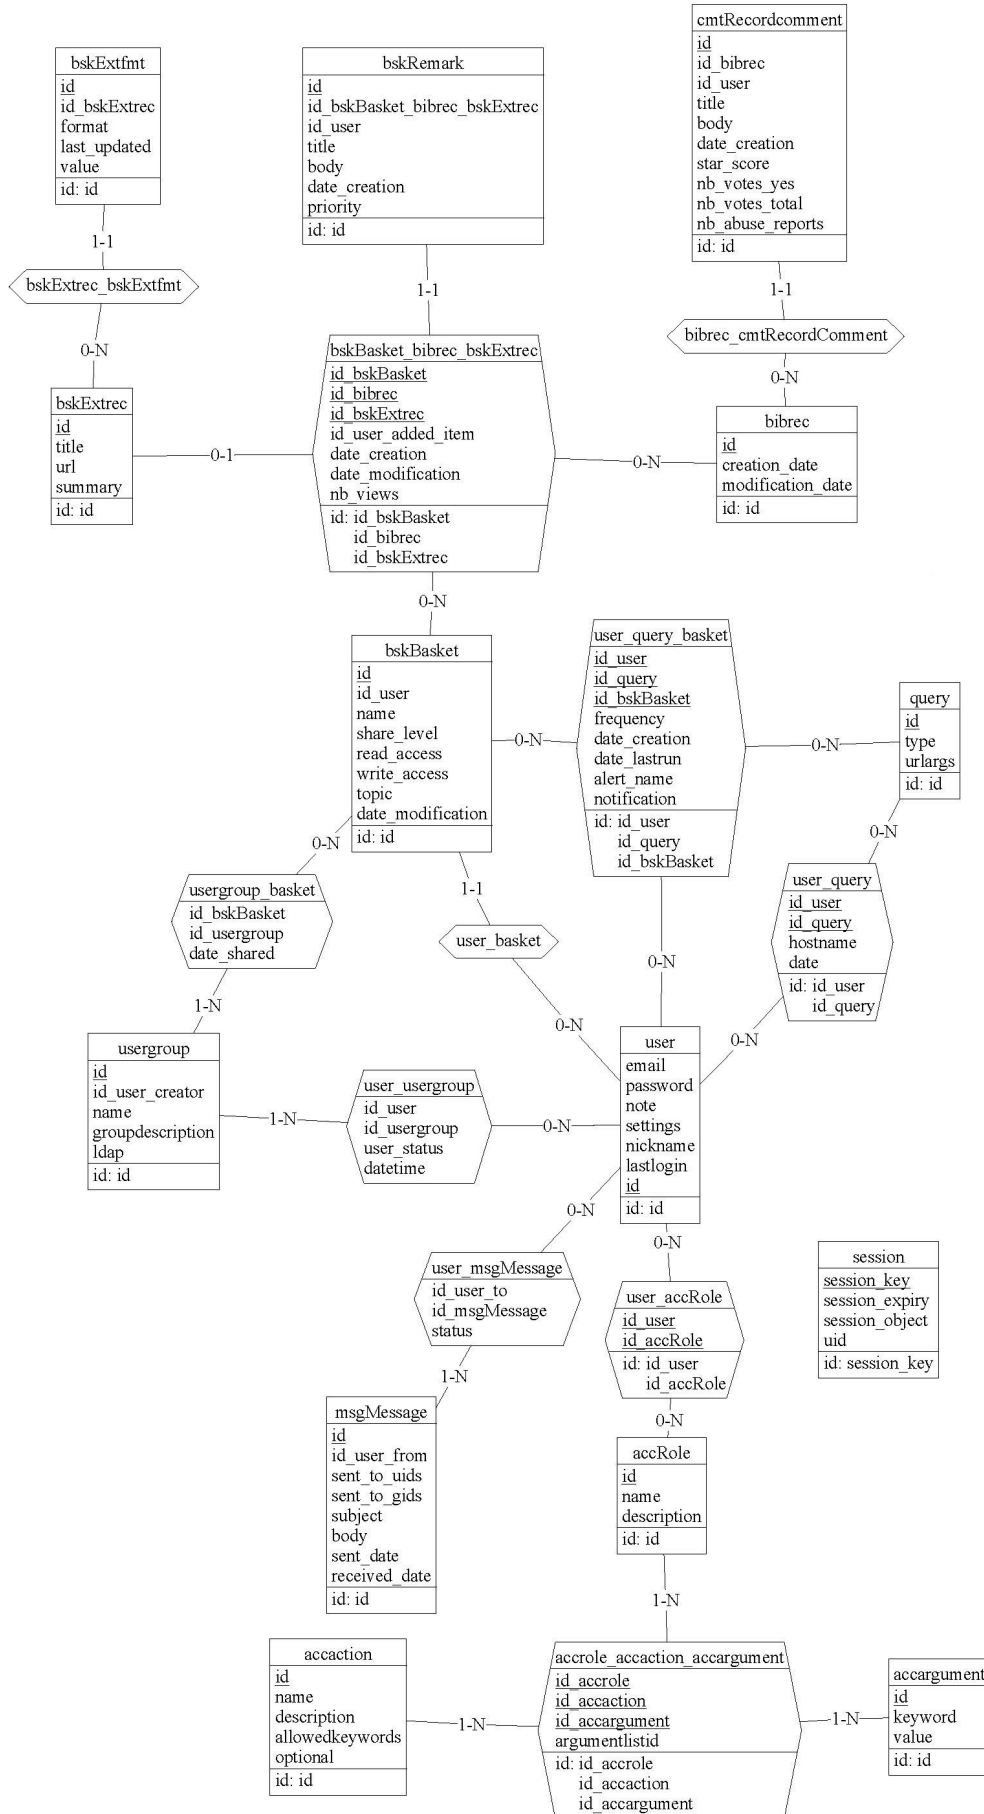 cmtRecordcomment
id
id_bibrec
id_user
title
body
date_creation
star_score
nb_votes_yes
nb_votes_total
nb_abuse_reports
id: id
bskExtfmt
id
id_bskExtrec
format
last_updated
value
id: id
bskRemark
id
id_bskBasket_bibrec_bskExtrec
id_user
title
body
date_creation
priority
id: id
1-1
1-1
1-1
bskExtrec_bskExtfmt
bibrec_cmtRecordComment
0-N
0-N
bskBasket_bibrec_bskExtrec
id_bskBasket
id_bibrec
id_bskExtrec
id_user_added_item
date_creation
date_modification
nb_views
id: id_bskBasket
id_bibrec
id_bskExtrec
bskExtrec
id
title
url
summary
id: id
0-1
0-N
bibrec
id
creation_date
modification_date
id: id
0-N
bskBasket
id
id_user
name
share_level
read_access
write_access
topic
date_modification
id: id
0-N
user_query_basket
id_user
id_query
id_bskBasket
frequency
date_creation
date_lastrun
alert_name
notification
id: id_user
id_query
id_bskBasket
0-N
query
id
type
urlargs
id: id
0-N
0-N
1-1
usergroup_basket
id_bskBasket
id_usergroup
date_shared
user_basket
user_query
id_user
id_query
hostname
date
id: id_user
id_query
0-N
1-N
0-N
0-N
usergroup
id
id_user_creator
name
groupdescription
ldap
id: id
1-N
user_usergroup
id_user
id_usergroup
user_status
datetime
0-N
user
email
password
note
settings
nickname
lastlogin
id
id: id
0-N
0-N
user_msgMessage
id_user_to
id_msgMessage
status
user_accRole
id_user
id_accRole
id: id_user
id_accRole
session
session_key
session_expiry
session_object
uid
id: session_key
1-N
0-N
msgMessage
id
id_user_from
sent_to_uids
sent_to_gids
subject
body
sent_date
received_date
id: id
accRole
id
name
description
id: id
1-N
accaction
id
name
description
allowedkeywords
optional
id: id
1-N
accrole_accaction_accargument
id_accrole
id_accaction
id_accargument
argumentlistid
id: id_accrole
id_accaction
id_accargument
1-N
accargument
id
keyword
value
id: id